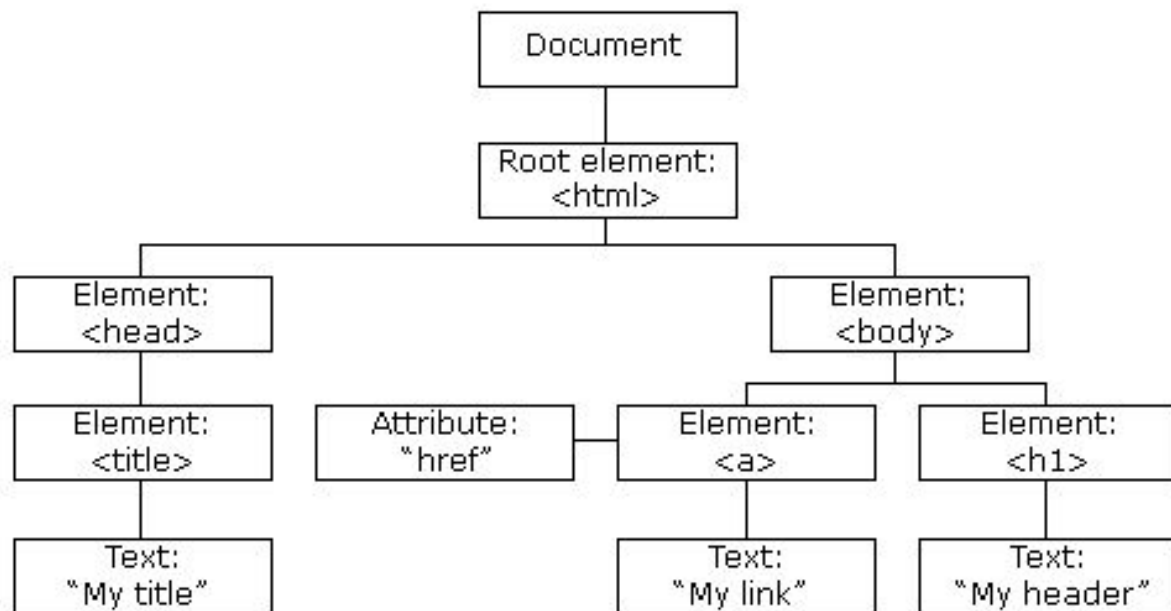 Document
Root element:
<html>
Element:
<head>
Element:
<body>
Element:
<title>
Attribute:
“href”
Element:
<a>
Element:
<h1>
Text:
“My title”
Text:
“My link”
Text:
“My header”